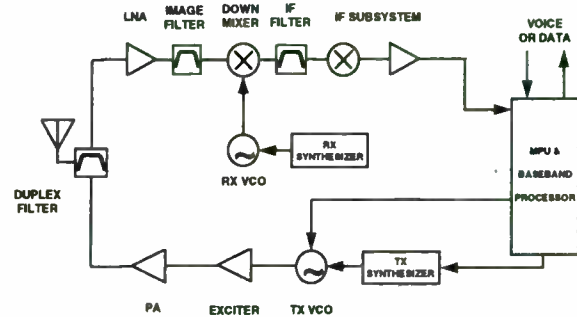 LNA
IMAGE
FILTER
DOWN
MIXER
IF
FILTER
IF SUBSYSTEM
VOICE
OR DATA
RX
SYNTHESIZER
RX VCO
MPU &
BASEBAND
PROCESSOR
DUPLEX
FILTER
TX
SYNTHESIZER
PA
EXCITER
TX VCO